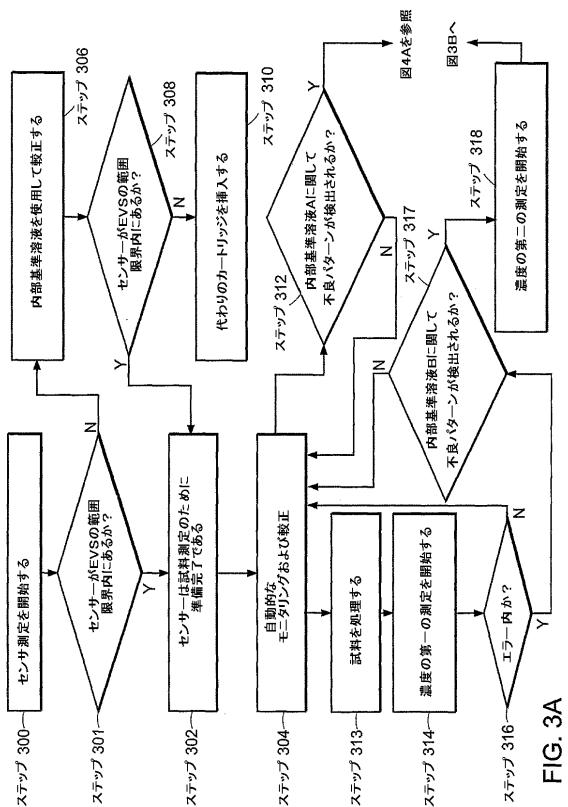 ステップ 300
センサ測定を開始する
ステップ 301
センサーがEVSの範囲
限界内にあるか?
N
Y
ステップ 302
センサーは試料測定のために
準備完了である
ステップ 304
自動的な
モニタリングおよび較正
ステップ 313
試料を処理する
ステップ 314
濃度の第一の測定を開始する
ステップ 316
エラー内か?
N
Y
内部基準溶液を使用して較正する
ステップ 306
センサーがEVSの範囲
限界内にあるか?
ステップ 308
Y
N
代わりのカートリッジを挿入する
ステップ 310
ステップ 312
内部基準溶液Aに関して
不良パターンが検出されるか?
Y
N
図4Aを参照
内部基準溶液Bに関して
不良パターンが検出されるか?
ステップ 317
N
Y
ステップ 318
濃度の第二の測定を開始する
図3Bへ
FIG. 3A